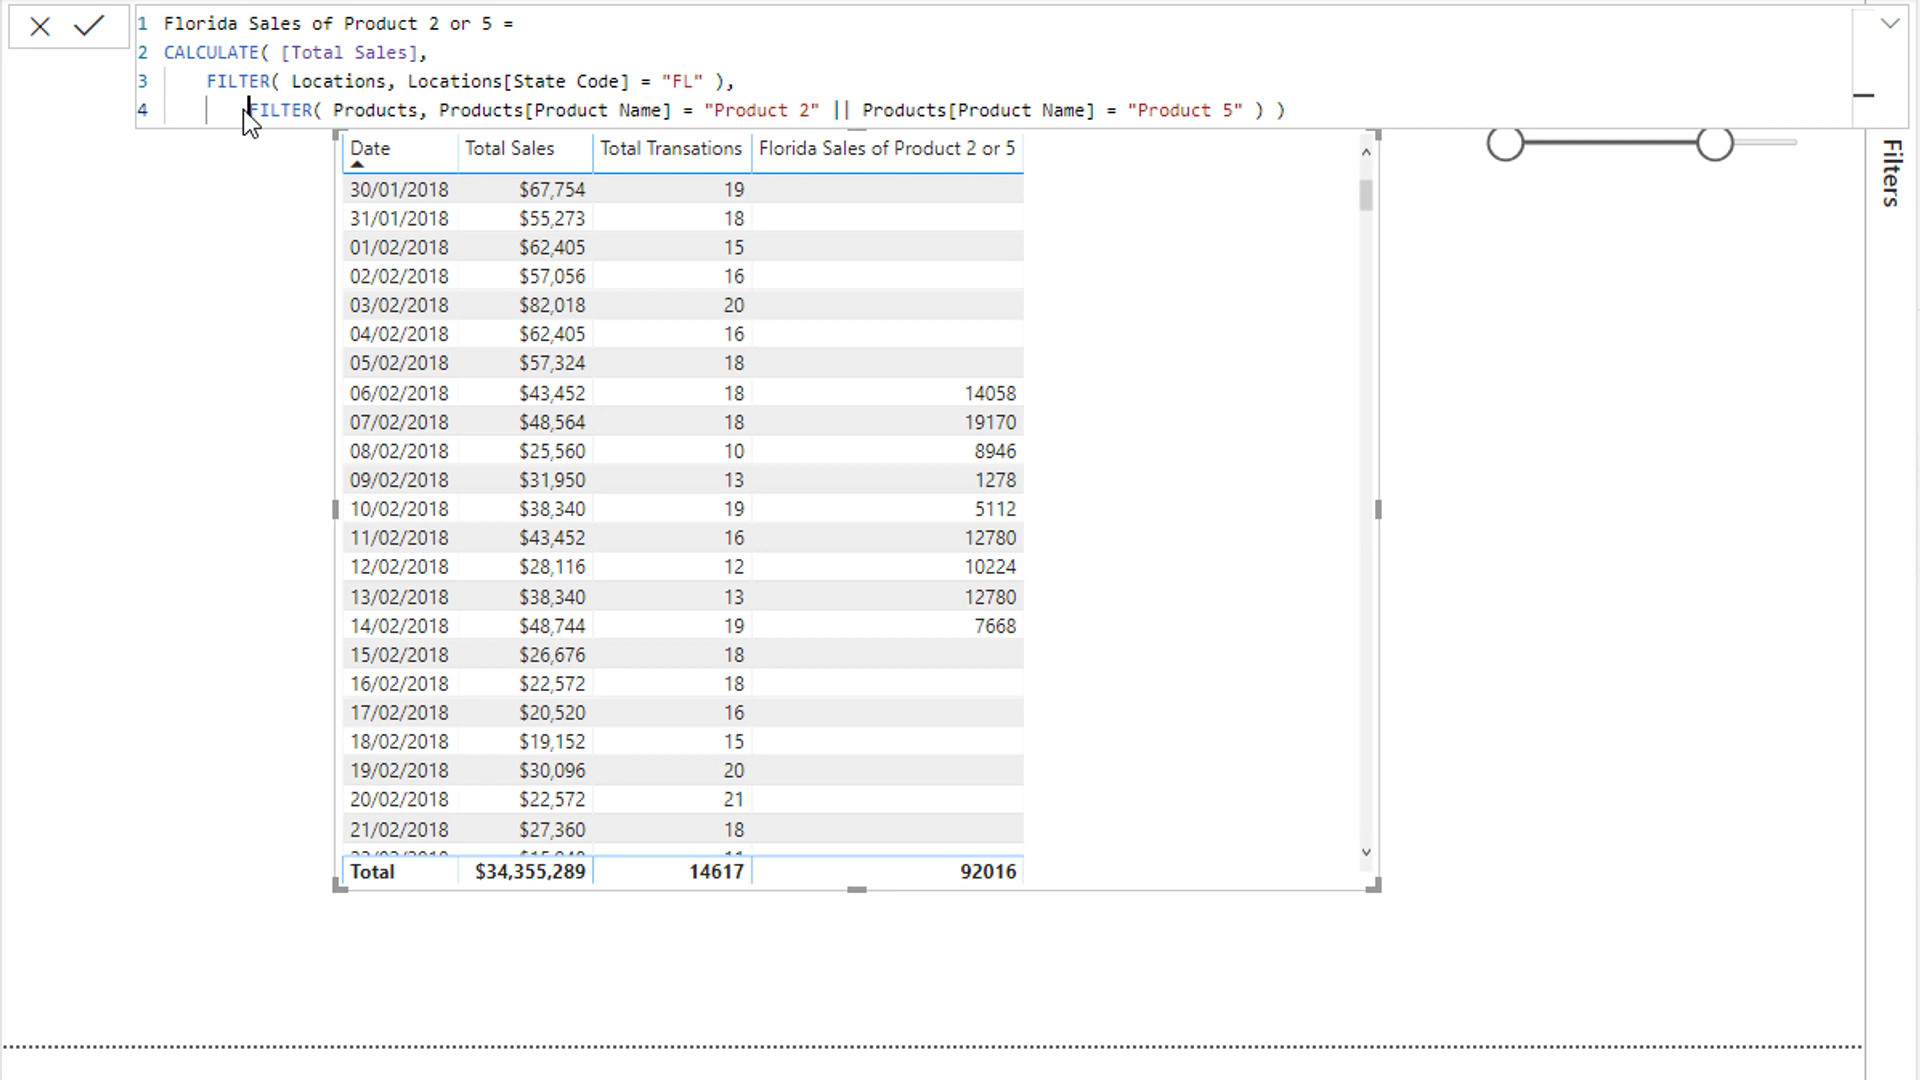 1 Florida Sales of Product 2 or 5 =
2 CALCULATE( [Total Sales],
3 FILTER( Locations, Locations[State Code] = "FL" ),
4 FILTER( Products, Products[Product Name] = "Product 2" || Products[Product Name] = "Product 5" ) )
Filters
Date Total Sales Total Transations Florida Sales of Product 2 or 5
30/01/2018 $67,754 19
31/01/2018 $55,273 18
01/02/2018 $62,405 15
02/02/2018 $57,056 16
03/02/2018 $82,018 20
04/02/2018 $62,405 16
05/02/2018 $57,324 18
06/02/2018 $43,452 18 14058
07/02/2018 $48,564 18 19170
08/02/2018 $25,560 10 8946
09/02/2018 $31,950 13 1278
10/02/2018 $38,340 19 5112
11/02/2018 $43,452 16 12780
12/02/2018 $28,116 12 10224
13/02/2018 $38,340 13 12780
14/02/2018 $48,744 19 7668
15/02/2018 $26,676 18
16/02/2018 $22,572 18
17/02/2018 $20,520 16
18/02/2018 $19,152 15
19/02/2018 $30,096 20
20/02/2018 $22,572 21
21/02/2018 $27,360 18
Total $34,355,289 14617 92016